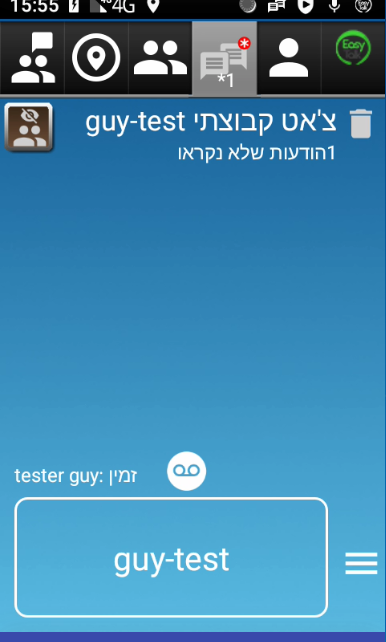 15:55 4G
Easy
*1
צ'אט קבוצתי guy-test
1הודעות שלא נקראו
tester guy: זמין
guy-test